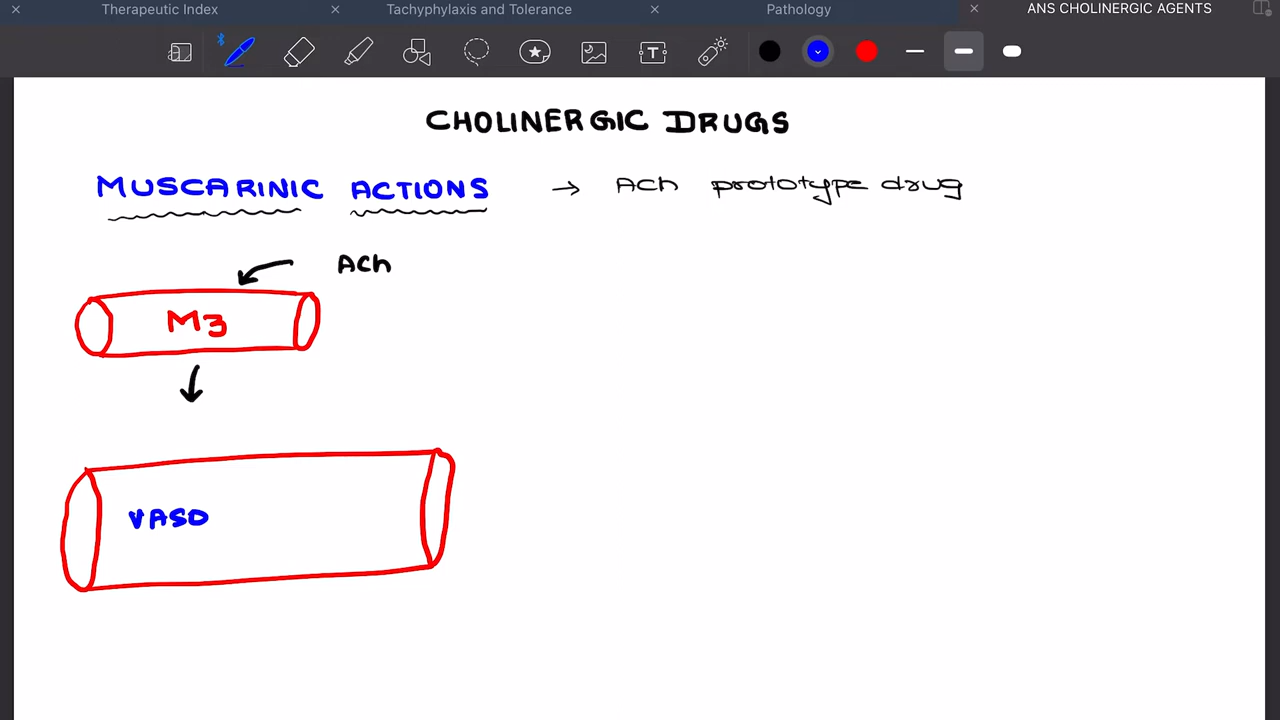 Therapeutic Index
Tachyphylaxis and Tolerance
Pathology
ANS CHOLINERGIC AGENTS
CHOLINERGIC DRUGS
MUSCARINIC ACTIONS → ACh prototype drug
ACh
M3
VASO